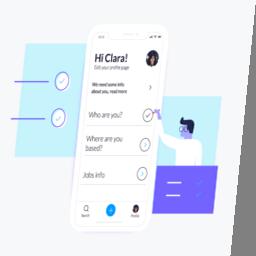 Hi Clara!
Edit your profile page
We need some info
about you, read more
Who are you?
Where are you
based?
Jobs info
Search
Profile